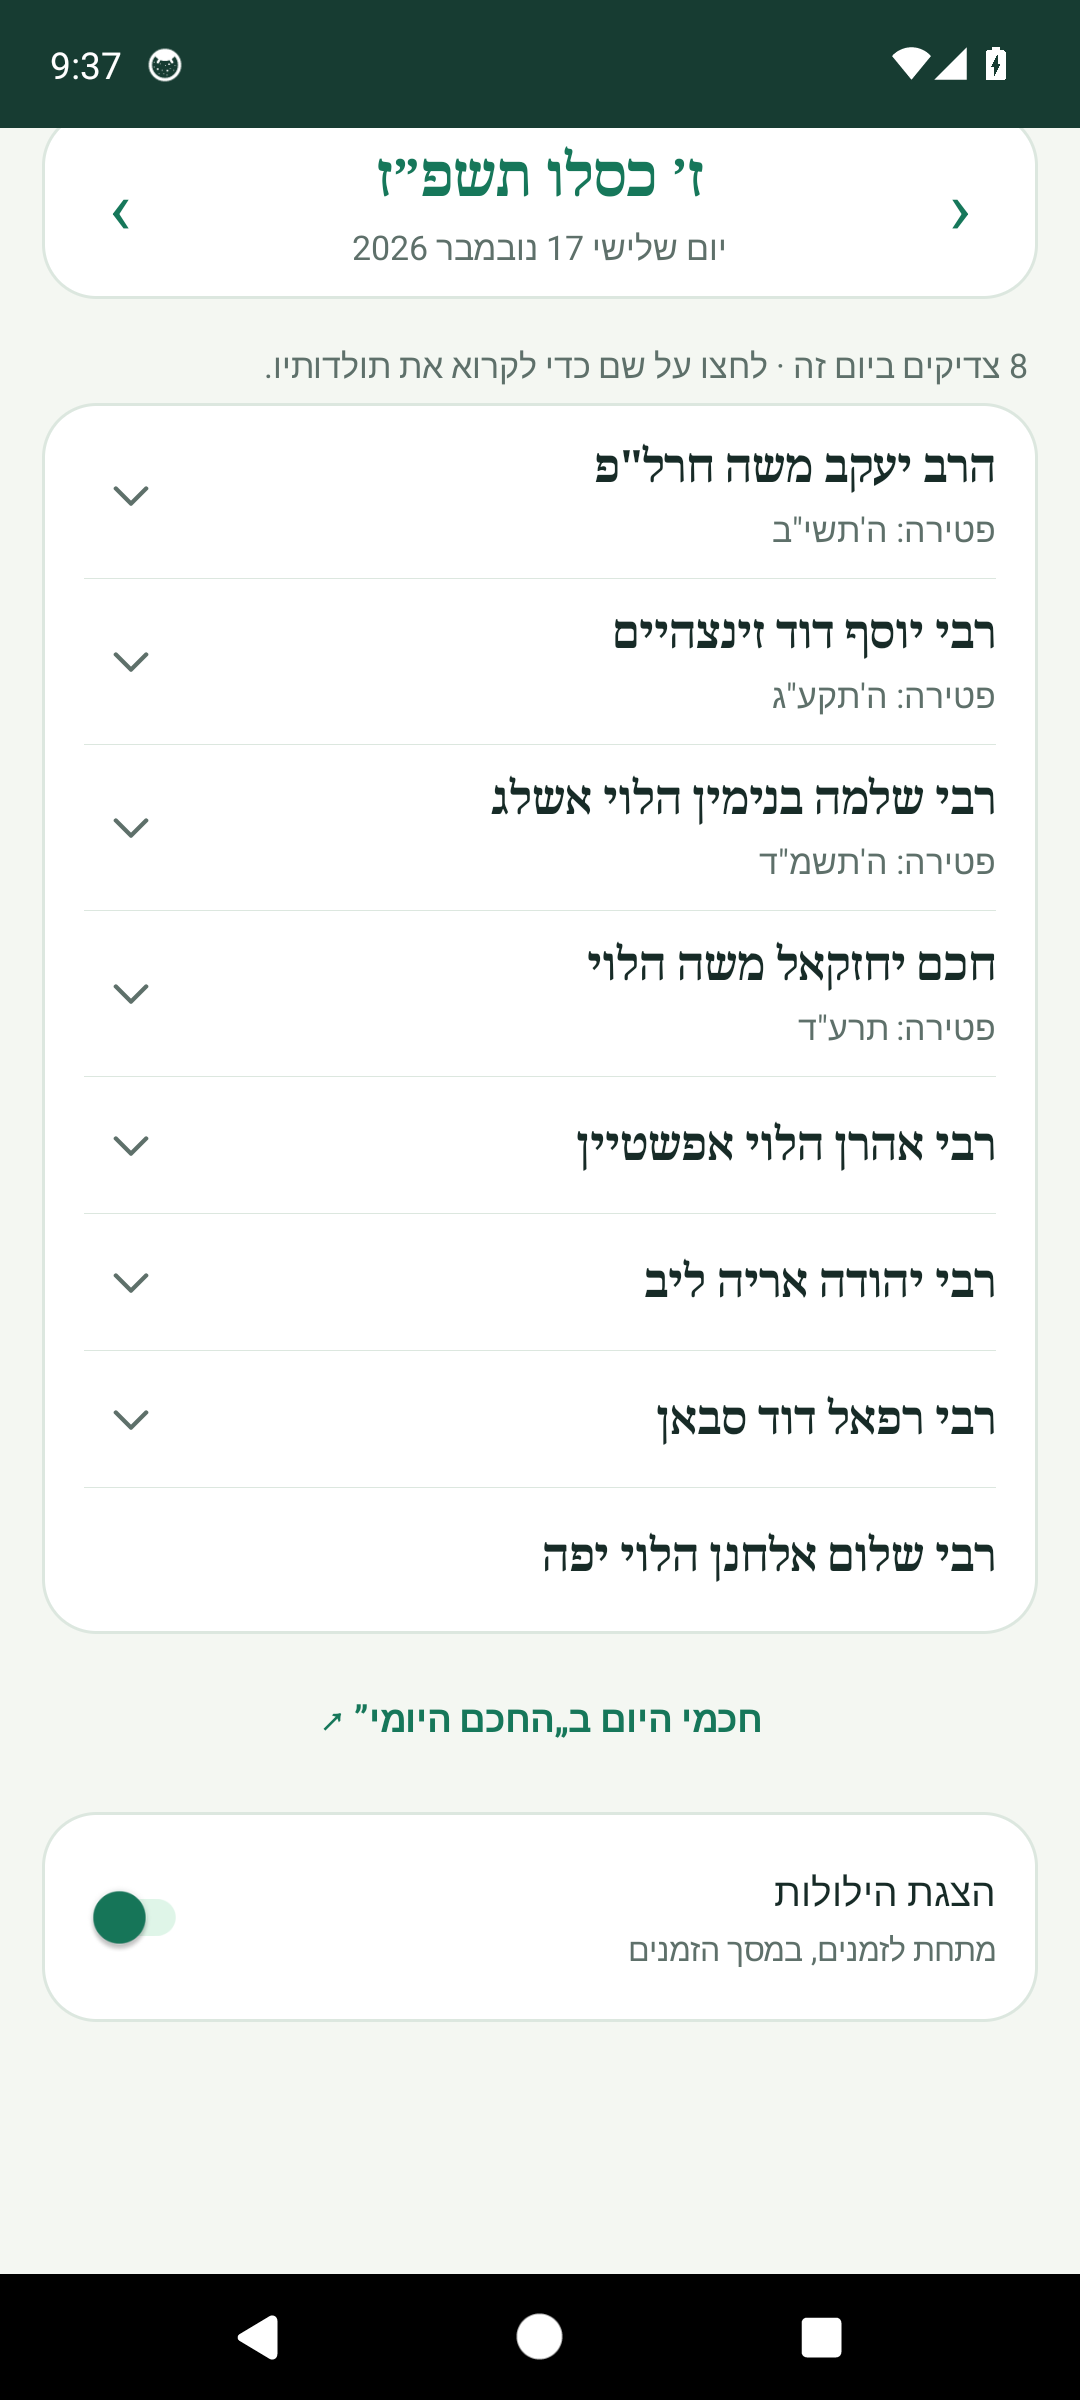 9:37
ז׳ כסלו תשפ״ז
יום שלישי 17 נובמבר 2026
8 צדיקים ביום זה · לחצו על שם כדי לקרוא את תולדותיו.
הרב יעקב משה חרל"פ
פטירה: ה'תשי"ב
רבי יוסף דוד זינצהיים
פטירה: ה'תקע"ג
רבי שלמה בנימין הלוי אשלג
פטירה: ה'תשמ"ד
חכם יחזקאל משה הלוי
פטירה: תרע"ד
רבי אהרן הלוי אפשטיין
רבי יהודה אריה ליב
רבי רפאל דוד סבאן
רבי שלום אלחנן הלוי יפה
חכמי היום ב„החכם היומי” ↗
הצגת הילולות
מתחת לזמנים, במסך הזמנים